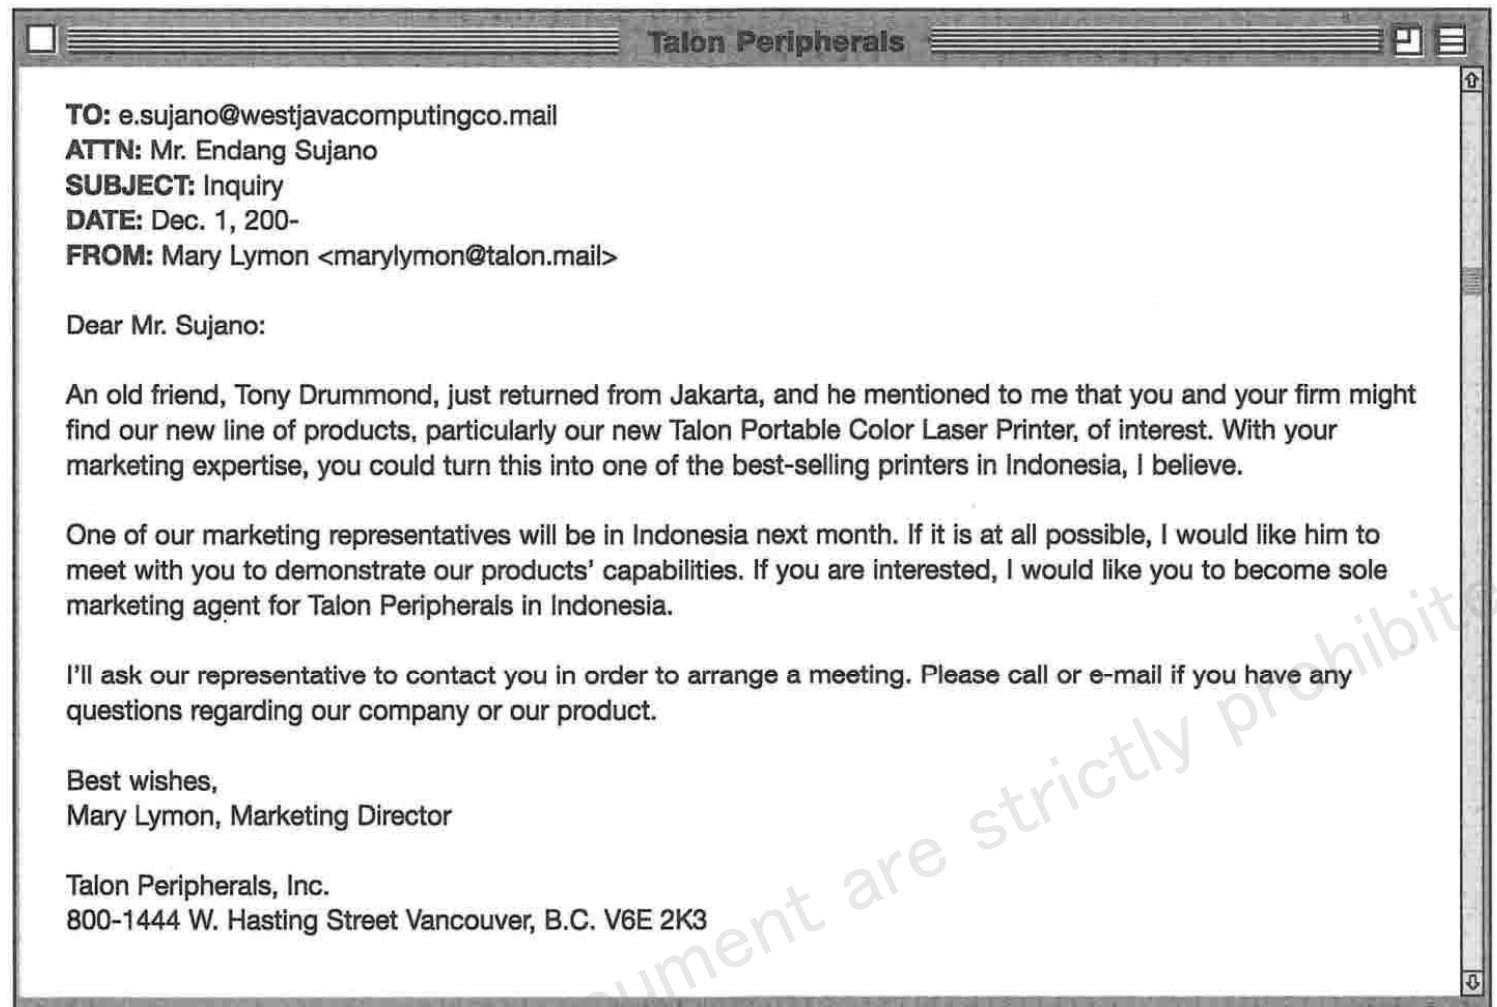 Talon Peripherals
TO: e.sujano@westjavacomputingco.mail
ATTN: Mr. Endang Sujano
SUBJECT: Inquiry
DATE: Dec. 1, 200-
FROM: Mary Lymon <marylymon@talon.mail>
Dear Mr. Sujano:
An old friend, Tony Drummond, just returned from Jakarta, and he mentioned to me that you and your firm might
find our new line of products, particularly our new Talon Portable Color Laser Printer, of interest. With your
marketing expertise, you could turn this into one of the best-selling printers in Indonesia, I believe.
One of our marketing representatives will be in Indonesia next month. If it is at all possible, I would like him to
meet with you to demonstrate our products' capabilities. If you are interested, I would like you to become sole
marketing agent for Talon Peripherals in Indonesia.
I'll ask our representative to contact you in order to arrange a meeting. Please call or e-mail if you have any
questions regarding our company or our product.
Best wishes,
Mary Lymon, Marketing Director
Talon Peripherals, Inc.
800-1444 W. Hasting Street Vancouver, B.C. V6E 2K3
are strictly